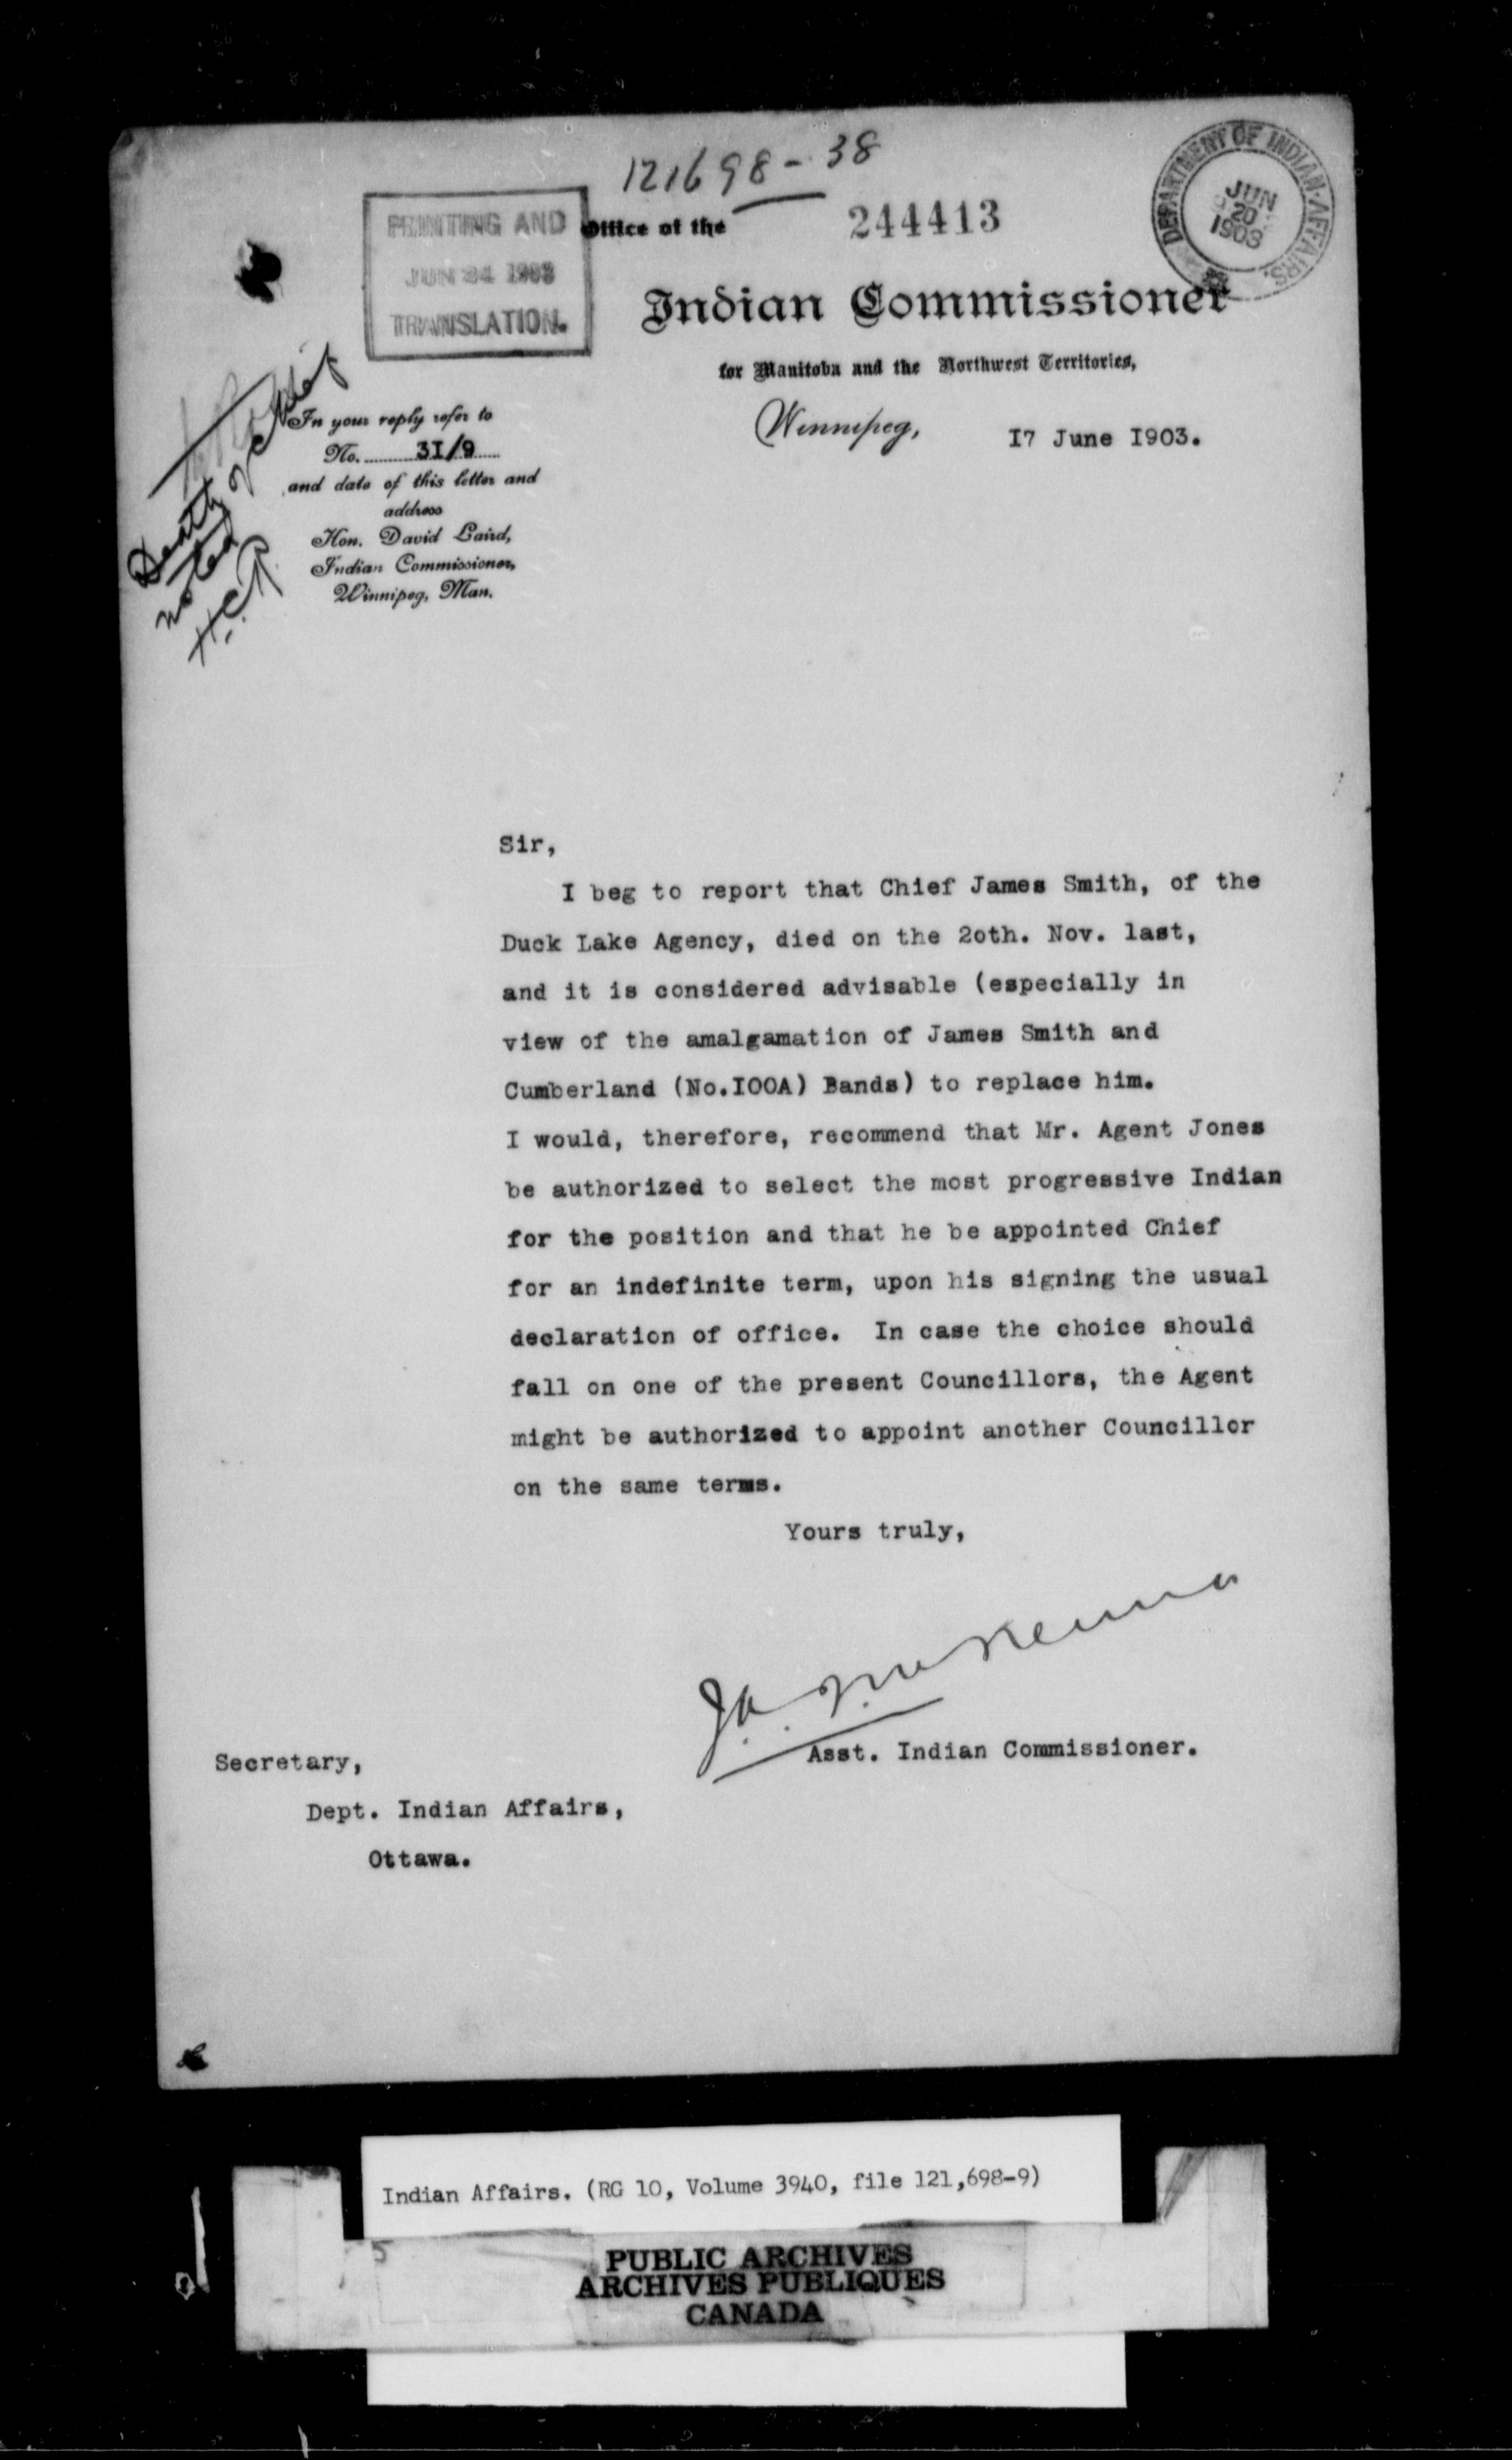 121698-38
PRINTING AND
JUN 24 1903
TRANSLATION.
Office of the
244413
DEPARTMENT OF INDIAN AFFAIRS.
JUN
20
1903
Indian Commissioner
for Manitoba and the Northwest Territories,
Winnipeg, I7 June I903.
In your reply refer to
No. 3I/9
and date of this letter and
address
Hon. David Laird,
Indian Commissioner,
Winnipeg, Man.
Death of Chief
noted
H.C.R.
Sir,
I beg to report that Chief James Smith, of the
Duck Lake Agency, died on the 2oth. Nov. last,
and it is considered advisable (especially in
view of the amalgamation of James Smith and
Cumberland (No.IOOA) Bands) to replace him.
I would, therefore, recommend that Mr. Agent Jones
be authorized to select the most progressive Indian
for the position and that he be appointed Chief
for an indefinite term, upon his signing the usual
declaration of office. In case the choice should
fall on one of the present Councillors, the Agent
might be authorized to appoint another Councillor
on the same terms.
Yours truly,
J.A. McKenna
Asst. Indian Commissioner.
Secretary,
Dept. Indian Affairs,
Ottawa.
Indian Affairs. (RG 10, Volume 3940, file 121,698-9)
PUBLIC ARCHIVES
ARCHIVES PUBLIQUES
CANADA